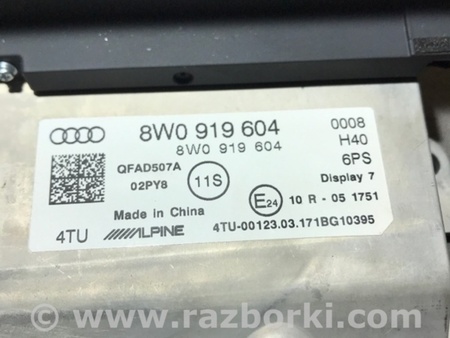 8W0 919 604
0008
8W0 919 604
H40
QFAD507A
6PS
02PY8
11S
Display 7
E24
10 R - 05 1751
Made in China
4TU
ALPINE
4TU-00123.03.171BG10395
© www.razborki.com